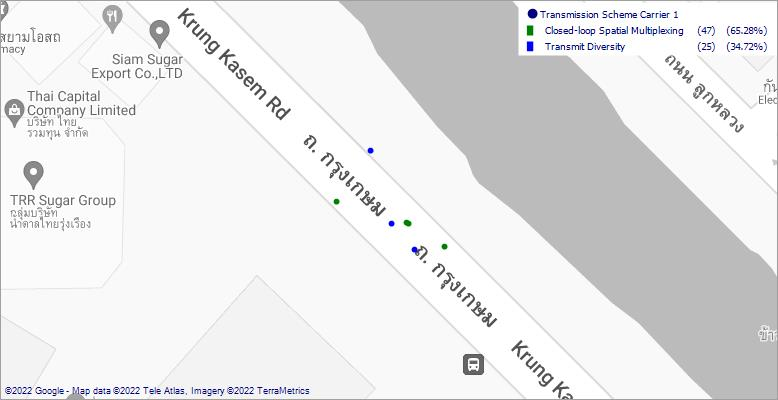 Transmission Scheme Carrier 1
Closed-loop Spatial Multiplexing (47) (65.28%)
Transmit Diversity (25) (34.72%)
สยามโอสถ
macy
Siam Sugar
Export Co.,LTD
Krung Kasem Rd
ถนน ลูกหลวง
กัน
Elec
Thai Capital
Company Limited
บริษัท ไทย
รวมทุน จำกัด
ถ. กรุงเกษม
TRR Sugar Group
กลุ่มบริษัท
น้ำตาลไทยรุ่งเรือง
ถ. กรุงเกษม
ข้าว
Krung Ka
©2022 Google - Map data ©2022 Tele Atlas, Imagery ©2022 TerraMetrics